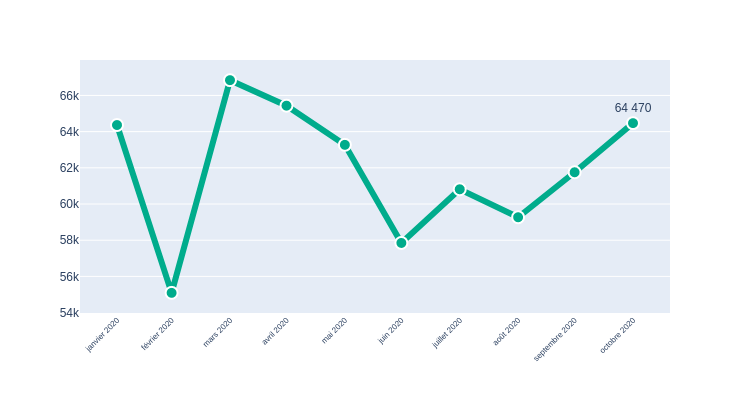 66k
64k
62k
60k
58k
56k
54k
64 470
janvier 2020
février 2020
mars 2020
avril 2020
mai 2020
juin 2020
juillet 2020
août 2020
septembre 2020
octobre 2020